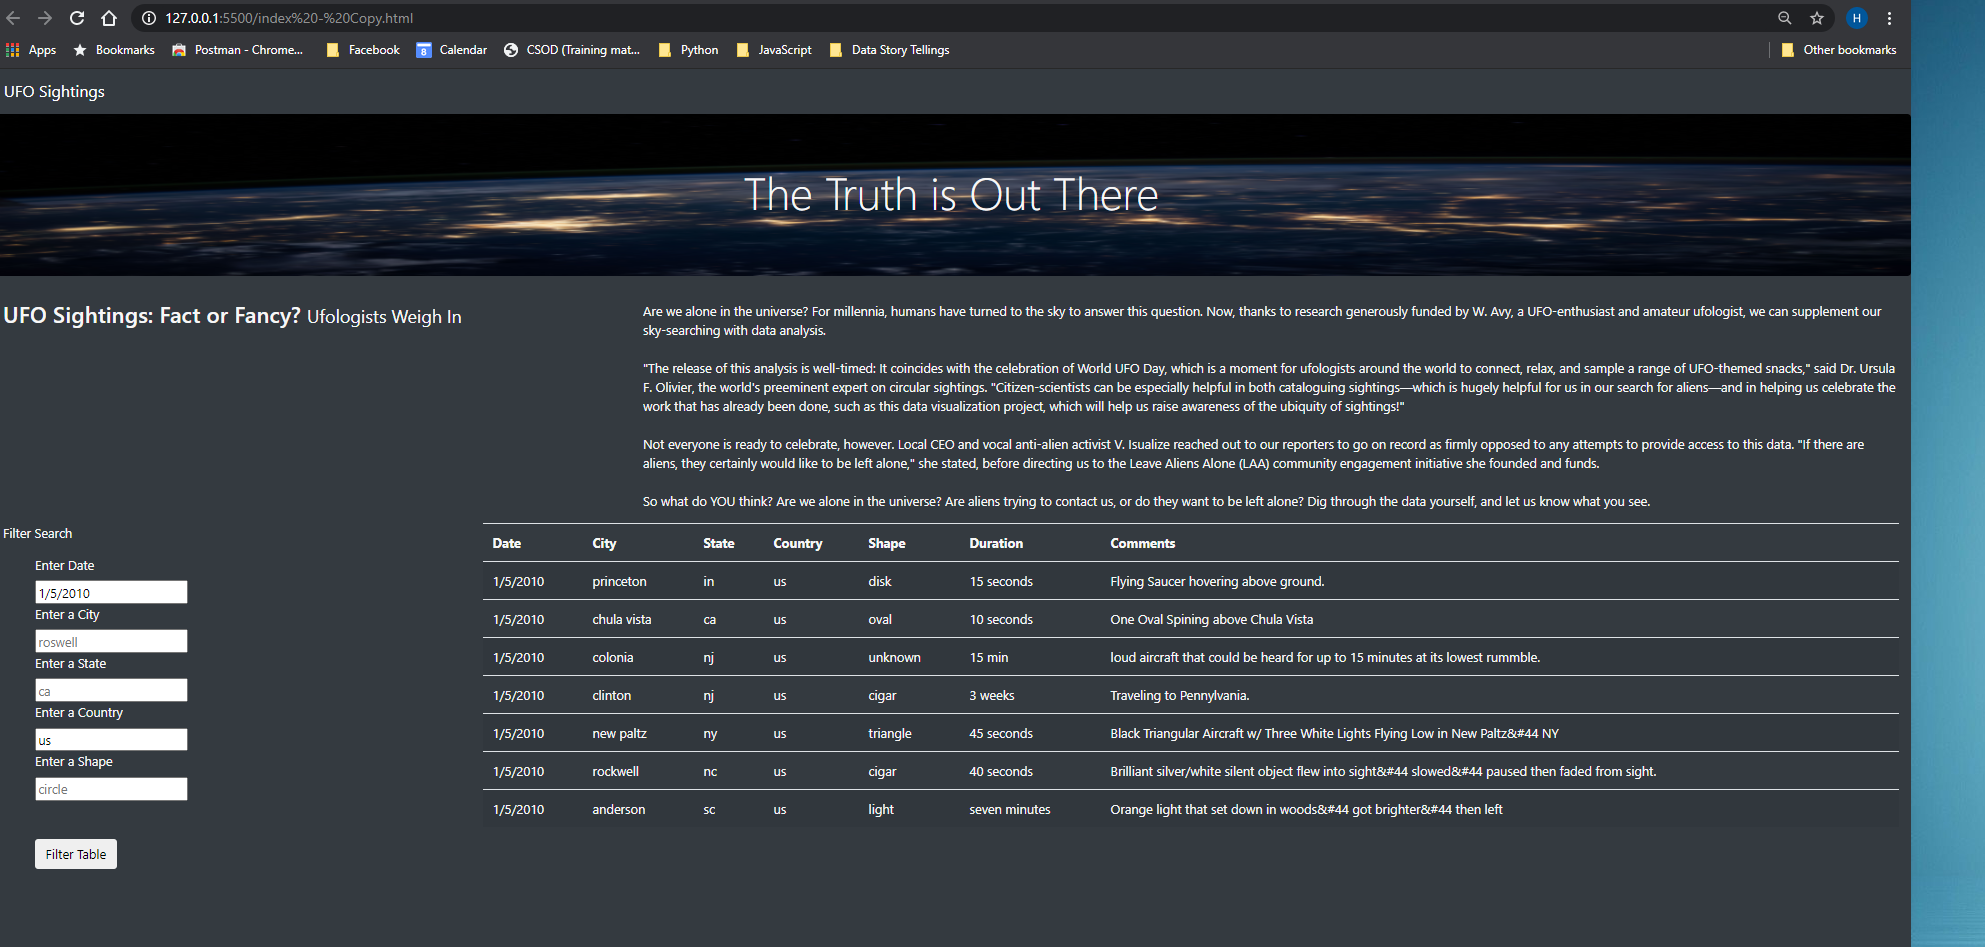 127.0.0.1:5500/index%20-%20Copy.html
H
Apps Bookmarks Postman - Chrome... Facebook Calendar CSOD (Training mat... Python JavaScript Data Story Tellings Other bookmarks
UFO Sightings
The Truth is Out There
UFO Sightings: Fact or Fancy? Ufologists Weigh In
Are we alone in the universe? For millennia, humans have turned to the sky to answer this question. Now, thanks to research generously funded by W. Avy, a UFO-enthusiast and amateur ufologist, we can supplement our
sky-searching with data analysis.
"The release of this analysis is well-timed: It coincides with the celebration of World UFO Day, which is a moment for ufologists around the world to connect, relax, and sample a range of UFO-themed snacks," said Dr. Ursula
F. Olivier, the world's preeminent expert on circular sightings. "Citizen-scientists can be especially helpful in both cataloguing sightings—which is hugely helpful for us in our search for aliens—and in helping us celebrate the
work that has already been done, such as this data visualization project, which will help us raise awareness of the ubiquity of sightings!"
Not everyone is ready to celebrate, however. Local CEO and vocal anti-alien activist V. Isualize reached out to our reporters to go on record as firmly opposed to any attempts to provide access to this data. "If there are
aliens, they certainly would like to be left alone," she stated, before directing us to the Leave Aliens Alone (LAA) community engagement initiative she founded and funds.
So what do YOU think? Are we alone in the universe? Are aliens trying to contact us, or do they want to be left alone? Dig through the data yourself, and let us know what you see.
Filter Search
Enter Date
1/5/2010
Enter a City
roswell
Enter a State
ca
Enter a Country
us
Enter a Shape
circle
Filter Table
Date City State Country Shape Duration Comments
1/5/2010 princeton in us disk 15 seconds Flying Saucer hovering above ground.
1/5/2010 chula vista ca us oval 10 seconds One Oval Spining above Chula Vista
1/5/2010 colonia nj us unknown 15 min loud aircraft that could be heard for up to 15 minutes at its lowest rummble.
1/5/2010 clinton nj us cigar 3 weeks Traveling to Pennylvania.
1/5/2010 new paltz ny us triangle 45 seconds Black Triangular Aircraft w/ Three White Lights Flying Low in New Paltz&#44 NY
1/5/2010 rockwell nc us cigar 40 seconds Brilliant silver/white silent object flew into sight&#44 slowed&#44 paused then faded from sight.
1/5/2010 anderson sc us light seven minutes Orange light that set down in woods&#44 got brighter&#44 then left